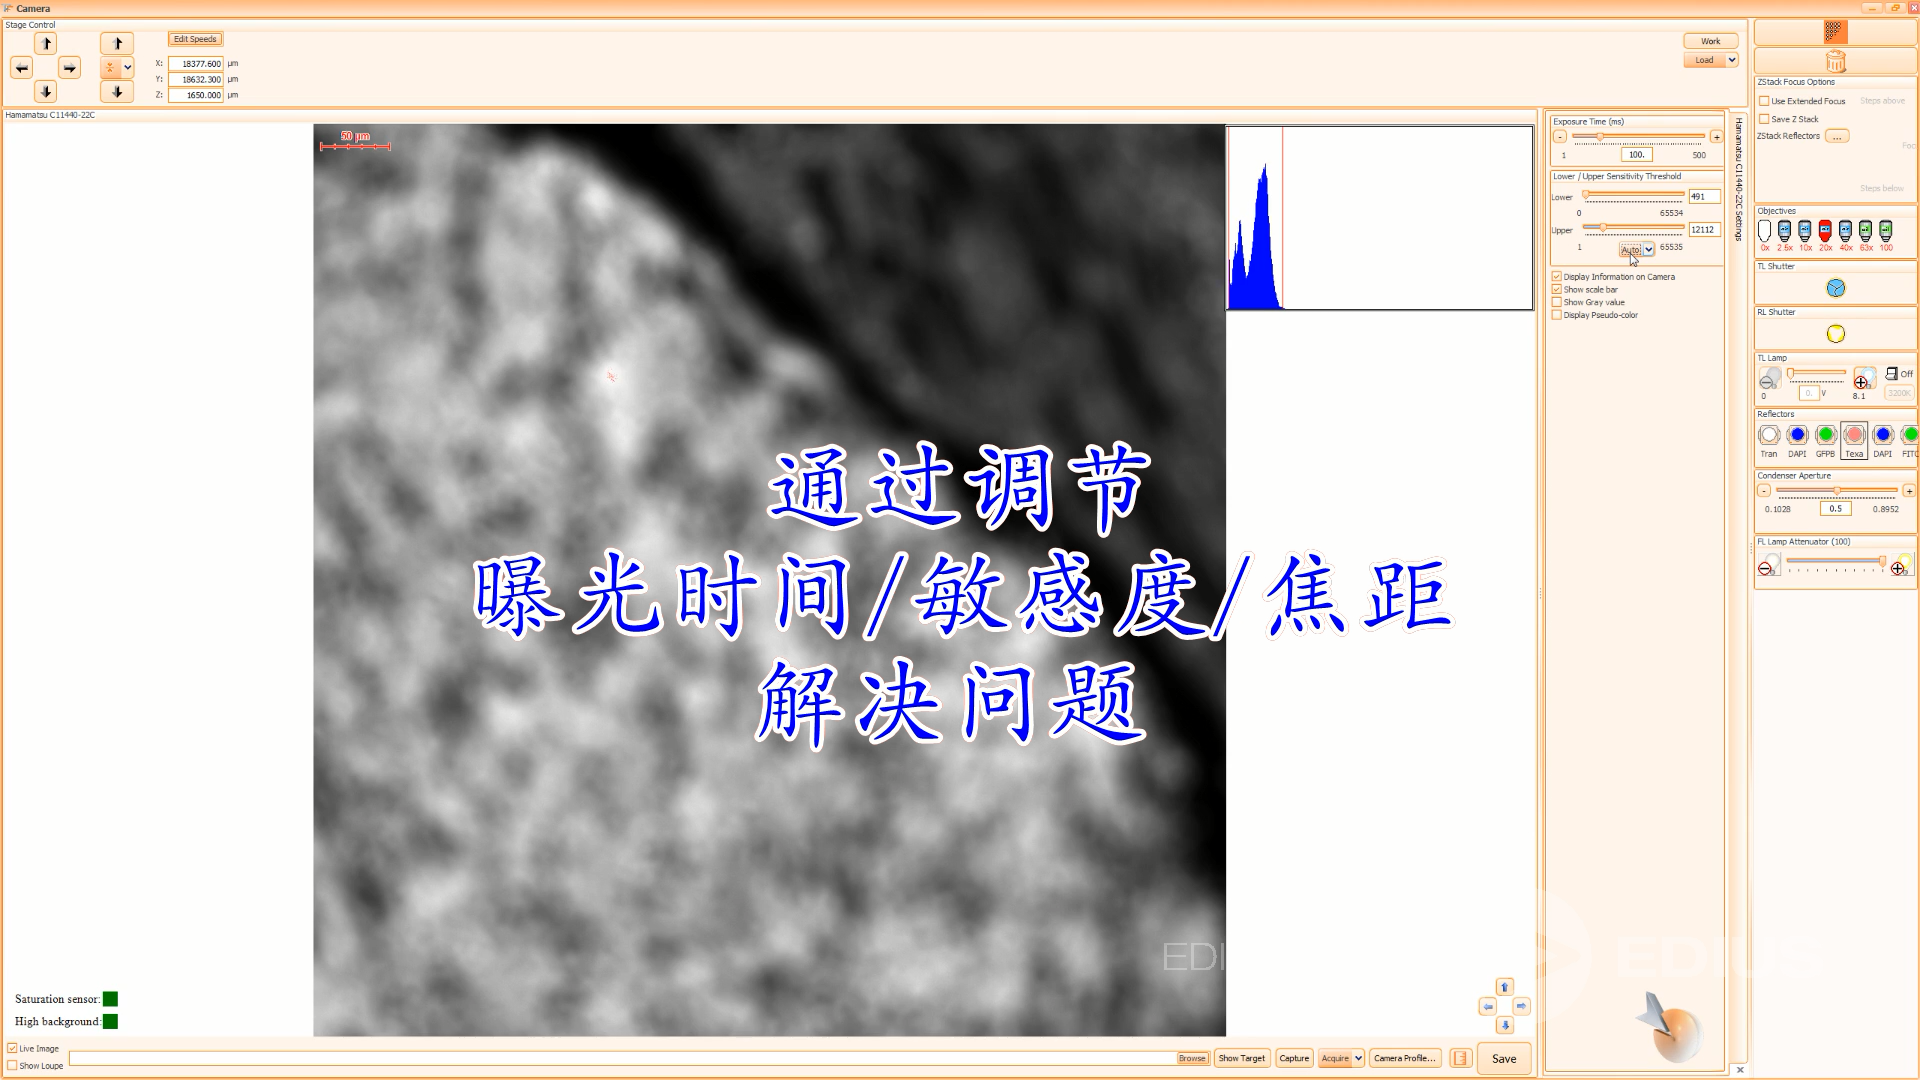 Camera
Stage Control
Edit Speeds
X: 18377.600 μm
Y: 18632.300 μm
Z: 1650.000 μm
Work
Load
Hamamatsu C11440-22C
50 μm
通过调节
曝光时间/敏感度/焦距
解决问题
Saturation sensor:
High background:
Live Image
Show Loupe
Browse
Show Target
Capture
Acquire
Camera Profile...
Save
Exposure Time (ms)
- +
1 100. 500
Lower / Upper Sensitivity Threshold
Lower 491
0 65534
Upper 12112
1 Auto 65535
Display Information on Camera
Show scale bar
Show Gray value
Display Pseudo-color
Hamamatsu C11440-22C Settings
ZStack Focus Options
Use Extended Focus Steps above
Save Z Stack
ZStack Reflectors ...
Foc
Steps below
Objectives
0x 2.5x 10x 20x 40x 63x 100
TL Shutter
RL Shutter
TL Lamp
Off
0 0. V 8.1 3200K
Reflectors
Tran DAPI GFPB Texa DAPI FITC
Condenser Aperture
- +
0.1028 0.5 0.8952
FL Lamp Attenuator (100)
EDI
EDIUS